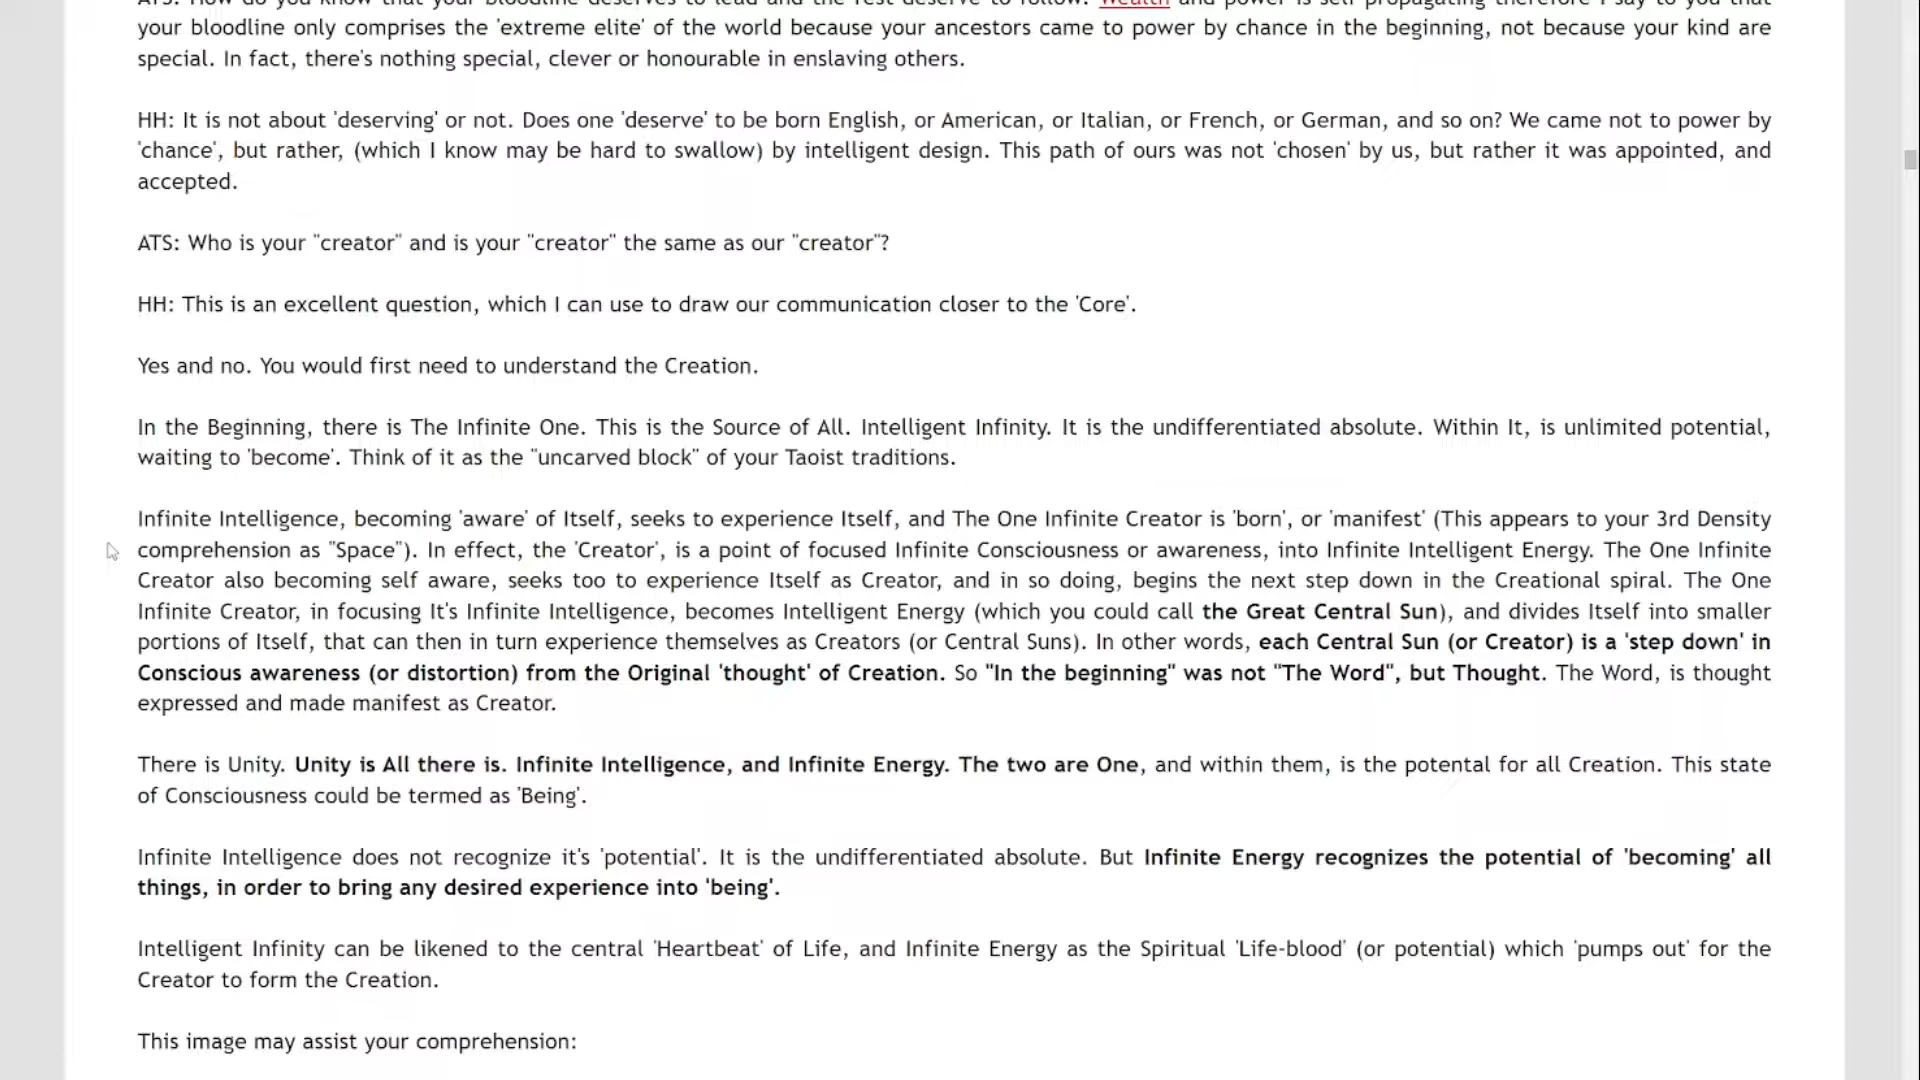 your bloodline only comprises the 'extreme elite' of the world because your ancestors came to power by chance in the beginning, not because your kind are
special. In fact, there's nothing special, clever or honourable in enslaving others.
HH: It is not about 'deserving' or not. Does one 'deserve' to be born English, or American, or Italian, or French, or German, and so on? We came not to power by
'chance', but rather, (which I know may be hard to swallow) by intelligent design. This path of ours was not 'chosen' by us, but rather it was appointed, and
accepted.
ATS: Who is your "creator" and is your "creator" the same as our "creator"?
HH: This is an excellent question, which I can use to draw our communication closer to the 'Core'.
Yes and no. You would first need to understand the Creation.
In the Beginning, there is The Infinite One. This is the Source of All. Intelligent Infinity. It is the undifferentiated absolute. Within It, is unlimited potential,
waiting to 'become'. Think of it as the "uncarved block" of your Taoist traditions.
Infinite Intelligence, becoming 'aware' of Itself, seeks to experience Itself, and The One Infinite Creator is 'born', or 'manifest' (This appears to your 3rd Density
comprehension as "Space"). In effect, the 'Creator', is a point of focused Infinite Consciousness or awareness, into Infinite Intelligent Energy. The One Infinite
Creator also becoming self aware, seeks too to experience Itself as Creator, and in so doing, begins the next step down in the Creational spiral. The One
Infinite Creator, in focusing It's Infinite Intelligence, becomes Intelligent Energy (which you could call the Great Central Sun), and divides Itself into smaller
portions of Itself, that can then in turn experience themselves as Creators (or Central Suns). In other words, each Central Sun (or Creator) is a 'step down' in
Conscious awareness (or distortion) from the Original 'thought' of Creation. So "In the beginning" was not "The Word", but Thought. The Word, is thought
expressed and made manifest as Creator.
There is Unity. Unity is All there is. Infinite Intelligence, and Infinite Energy. The two are One, and within them, is the potental for all Creation. This state
of Consciousness could be termed as 'Being'.
Infinite Intelligence does not recognize it's 'potential'. It is the undifferentiated absolute. But Infinite Energy recognizes the potential of 'becoming' all
things, in order to bring any desired experience into 'being'.
Intelligent Infinity can be likened to the central 'Heartbeat' of Life, and Infinite Energy as the Spiritual 'Life-blood' (or potential) which 'pumps out' for the
Creator to form the Creation.
This image may assist your comprehension: